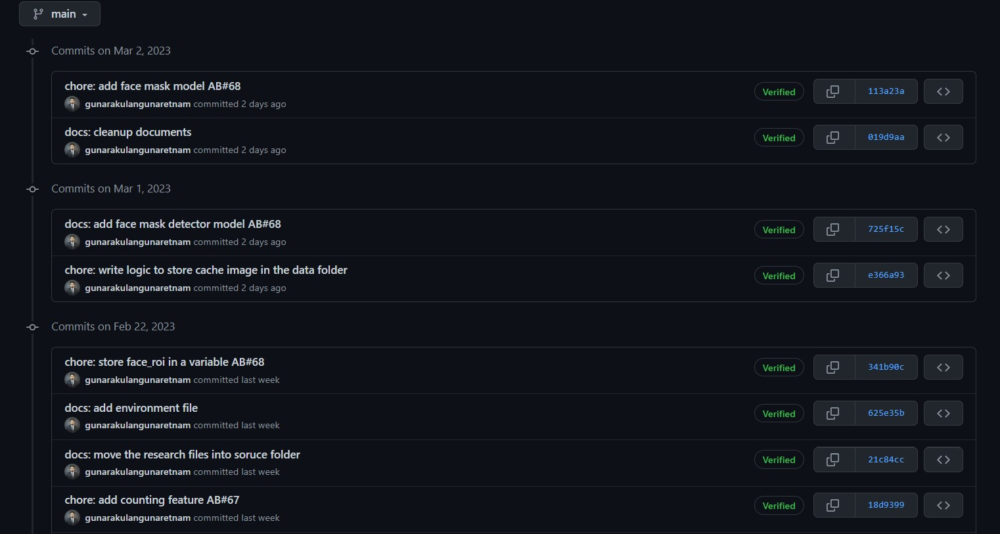 main
Commits on Mar 2, 2023
chore: add face mask model AB#68
gunarakulangunaretnam committed 2 days ago
Verified
113a23a
docs: cleanup documents
gunarakulangunaretnam committed 2 days ago
Verified
019d9aa
Commits on Mar 1, 2023
docs: add face mask detector model AB#68
gunarakulangunaretnam committed 2 days ago
Verified
725f15c
chore: write logic to store cache image in the data folder
gunarakulangunaretnam committed 2 days ago
Verified
e366a93
Commits on Feb 22, 2023
chore: store face_roi in a variable AB#68
gunarakulangunaretnam committed last week
Verified
341b90c
docs: add environment file
gunarakulangunaretnam committed last week
Verified
625e35b
docs: move the research files into soruce folder
gunarakulangunaretnam committed last week
Verified
21c84cc
chore: add counting feature AB#67
gunarakulangunaretnam committed last week
Verified
18d9399